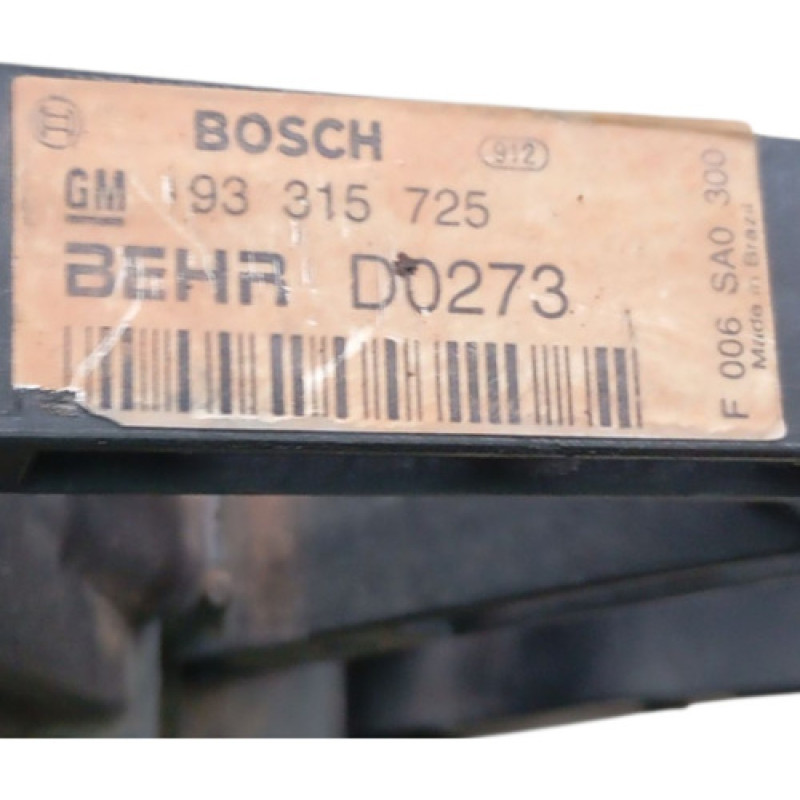 BOSCH 912
GM 93 315 725
BEHR D0273
F 006 SA0 300
Made in Brazil